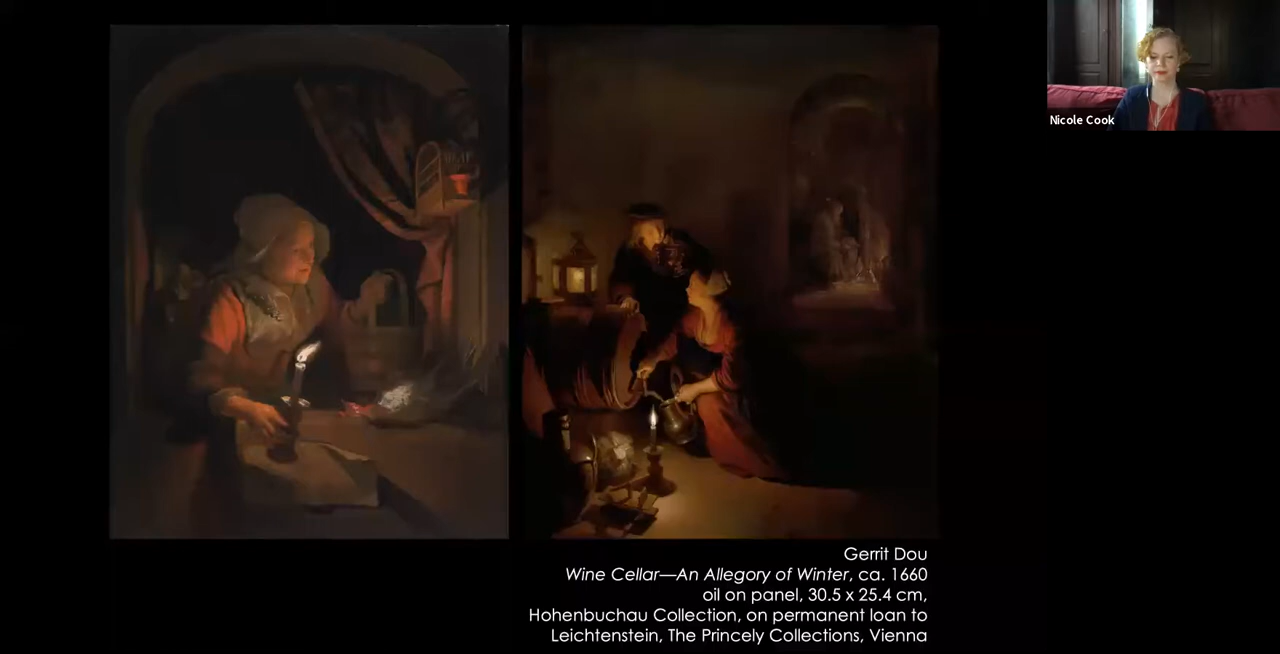 Nicole Cook
Gerrit Dou
Wine Cellar—An Allegory of Winter, ca. 1660
oil on panel, 30.5 x 25.4 cm,
Hohenbuchau Collection, on permanent loan to
Leichtenstein, The Princely Collections, Vienna